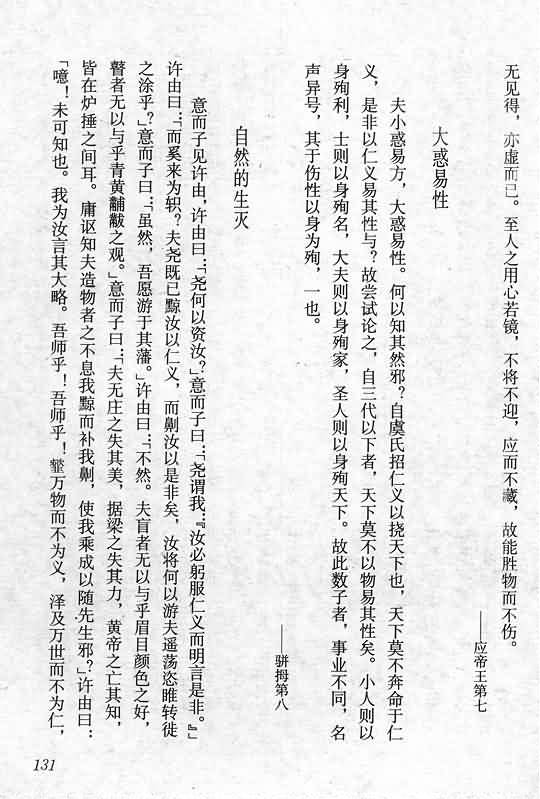 无见得，亦虚而已。至人之用心若镜，不将不迎，应而不藏，故能胜物而不伤。
——应帝王第七
大惑易性
夫小惑易方，大惑易性。何以知其然邪？自虞氏招仁义以挠天下也，天下莫不奔命于仁
义，是非以仁义易其性与？故尝试论之，自三代以下者，天下莫不以物易其性矣。小人则以
身殉利，士则以身殉名，大夫则以身殉家，圣人则以身殉天下。故此数子者，事业不同，名
声异号，其于伤性以身为殉，一也。
——骈拇第八
自然的生灭
意而子见许由，许由曰：「尧何以资汝？」意而子曰：「尧谓我：『汝必躬服仁义而明言是非。』」
许由曰：「而奚来为轵？夫尧既已黥汝以仁义，而劓汝以是非矣，汝将何以游夫遥荡恣睢转徙
之涂乎？」意而子曰：「虽然，吾愿游于其藩。」许由曰：「不然。夫盲者无以与乎眉目颜色之好，
瞽者无以与乎青黄黼黻之观。」意而子曰：「夫无庄之失其美，据梁之失其力，黄帝之亡其知，
皆在炉捶之间耳。庸讵知夫造物者之不息我黥而补我劓，使我乘成以随先生邪？」许由曰：
「噫！未可知也。我为汝言其大略。吾师乎！吾师乎！䪠万物而不为义，泽及万世而不为仁，
131